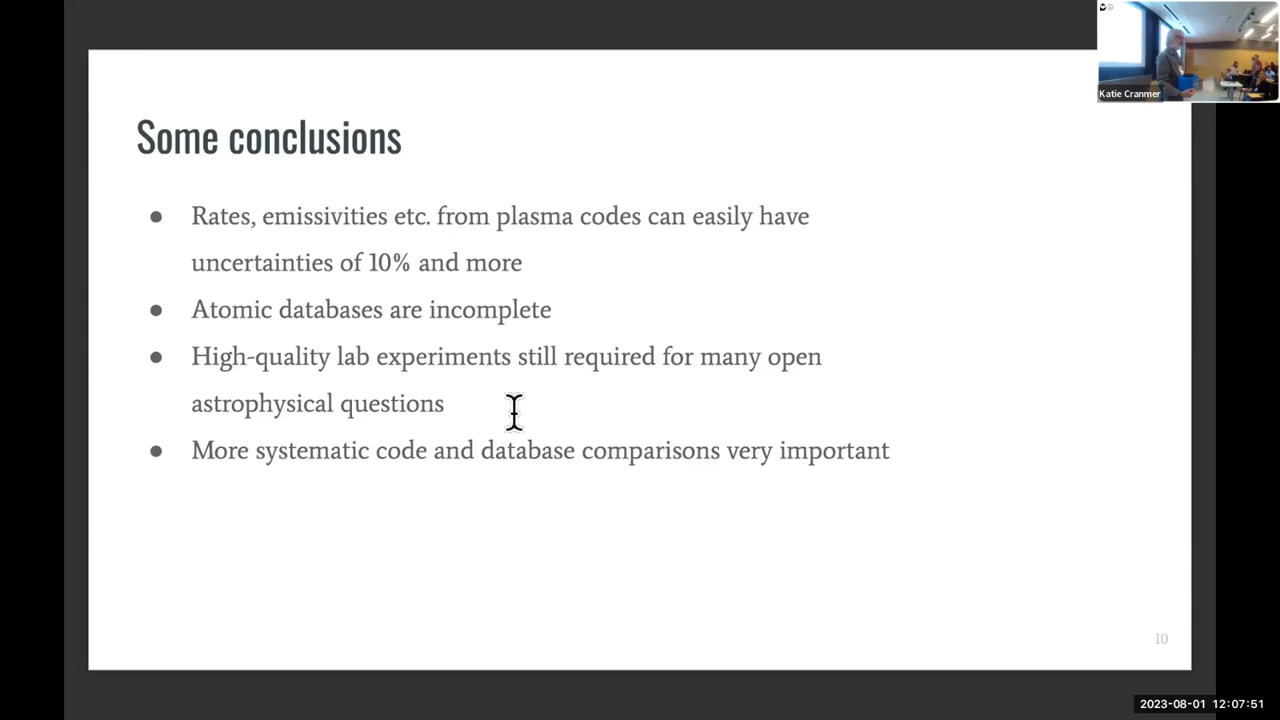 Katie Cranmer
Some conclusions
● Rates, emissivities etc. from plasma codes can easily have
uncertainties of 10% and more
● Atomic databases are incomplete
● High-quality lab experiments still required for many open
astrophysical questions
● More systematic code and database comparisons very important
10
2023-08-01 12:07:51